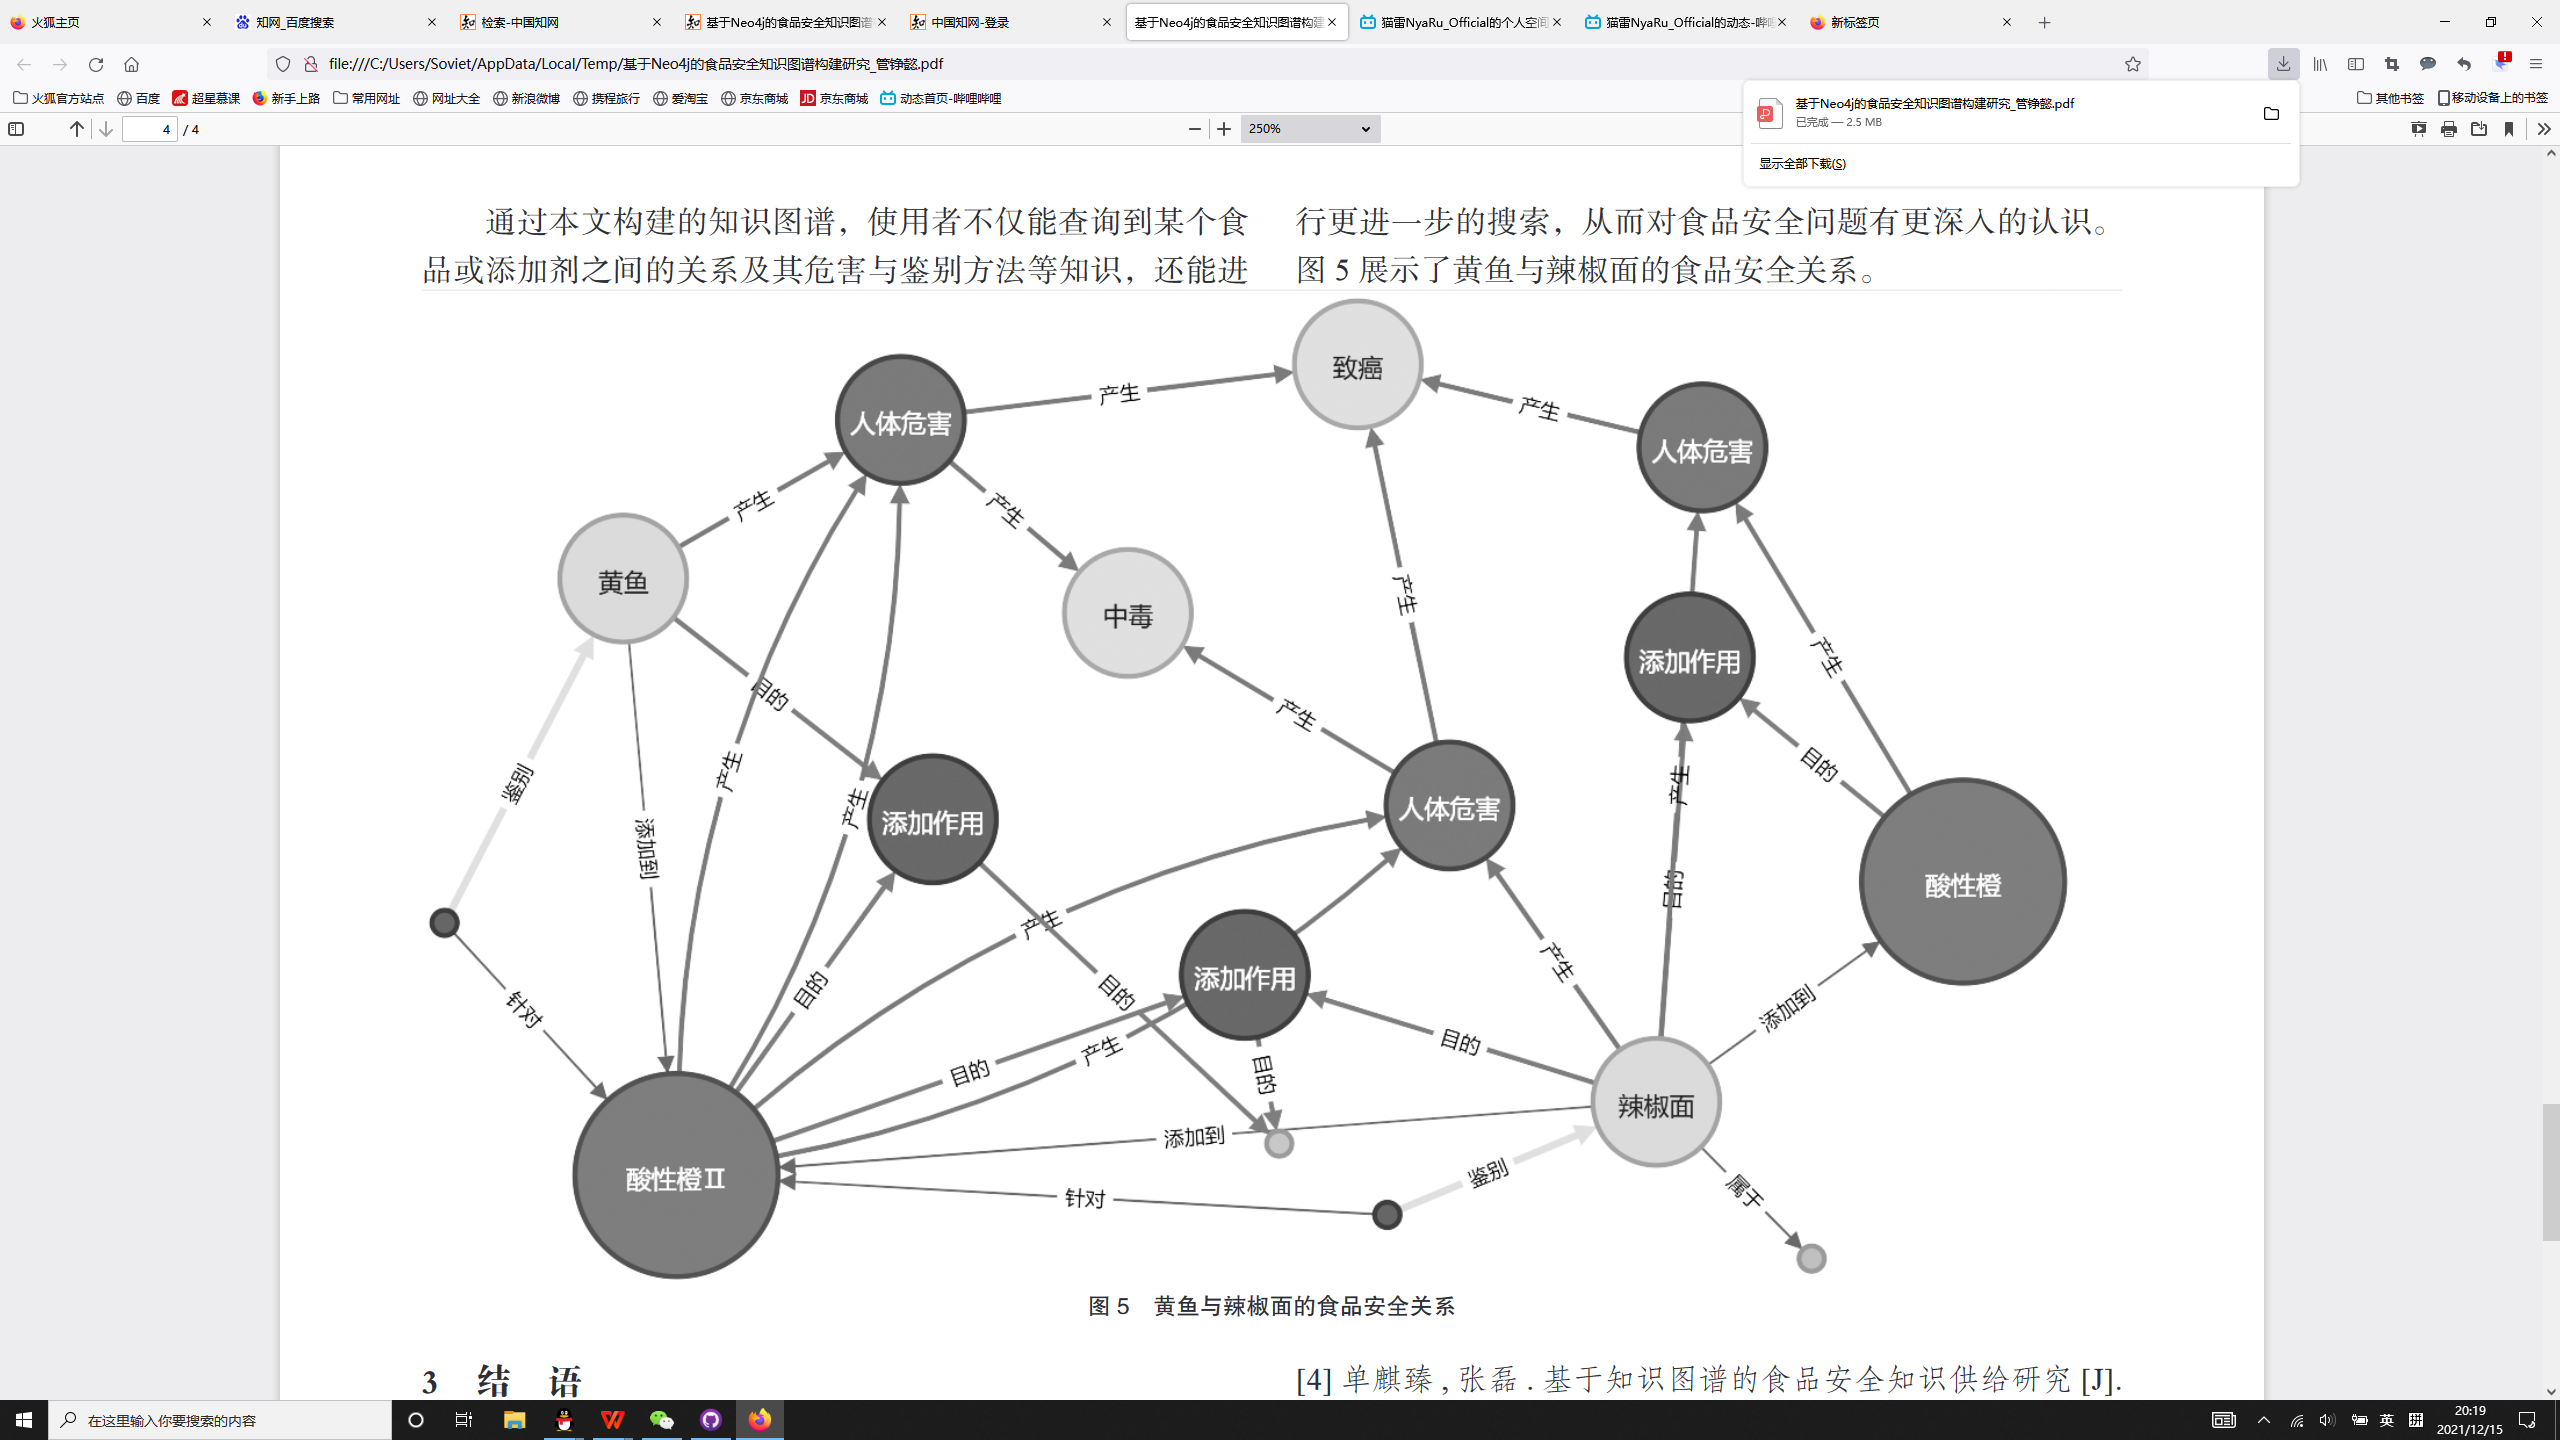 火狐主页
知网_百度搜索
检索-中国知网
基于Neo4j的食品安全知识图谱
中国知网-登录
基于Neo4j的食品安全知识图谱构建
猫雷NyaRu_Official的个人空间
猫雷NyaRu_Official的动态-哔哩
新标签页
file:///C:/Users/Soviet/AppData/Local/Temp/基于Neo4j的食品安全知识图谱构建研究_管铮懿.pdf
火狐官方站点
百度
超星慕课
新手上路
常用网址
网址大全
新浪微博
携程旅行
爱淘宝
京东商城
JD 京东商城
动态首页-哔哩哔哩
其他书签
移动设备上的书签
4 / 4
250%
基于Neo4j的食品安全知识图谱构建研究_管铮懿.pdf
已完成 — 2.5 MB
显示全部下载(S)
通过本文构建的知识图谱，使用者不仅能查询到某个食
品或添加剂之间的关系及其危害与鉴别方法等知识，还能进
行更进一步的搜索，从而对食品安全问题有更深入的认识。
图 5 展示了黄鱼与辣椒面的食品安全关系。
致癌
人体危害
产生
产生
人体危害
产生
产生
黄鱼
中毒
产生
添加作用
产生
目的
产生
鉴别
产生
目的
产生
添加到
产生
添加作用
人体危害
目的
酸性橙
产生
添加作用
产生
目的
目的
针对
添加到
目的
产生
目的
目的
辣椒面
添加到
酸性橙Ⅱ
鉴别
属于
针对
图 5 黄鱼与辣椒面的食品安全关系
3 结 语
[4] 单麒臻,张磊.基于知识图谱的食品安全知识供给研究[J].
在这里输入你要搜索的内容
英
拼
20:19
2021/12/15